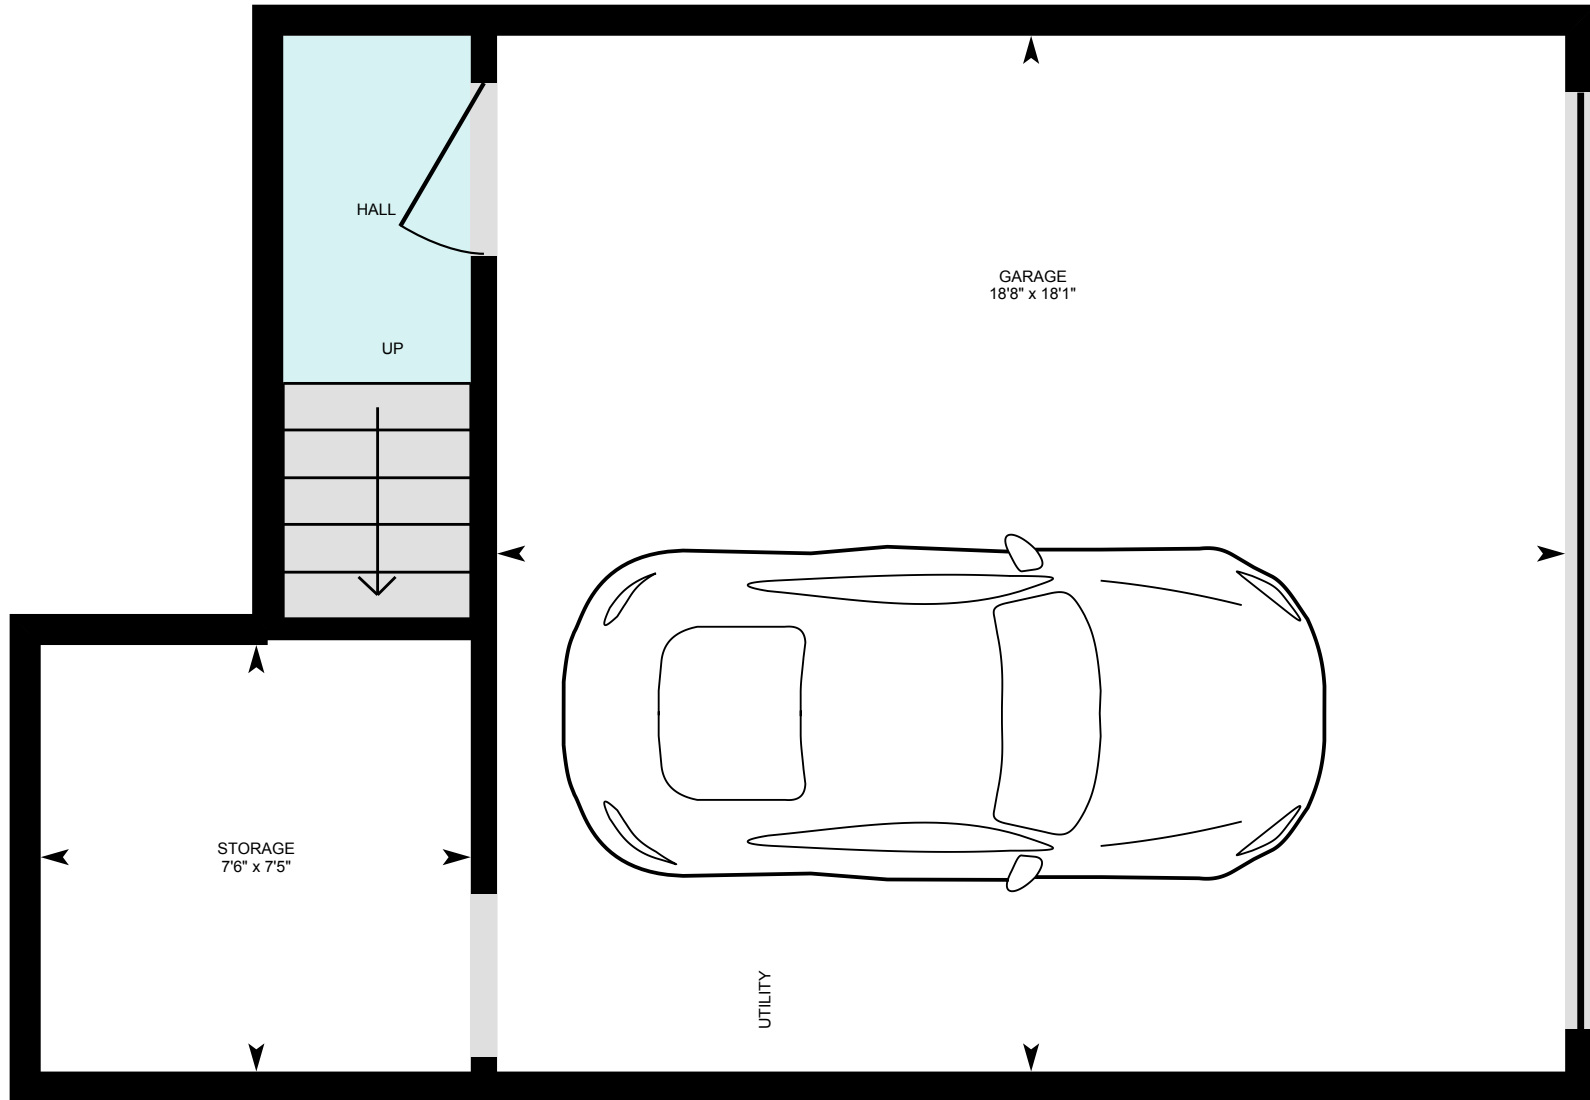 HALL
GARAGE
18'8" x 18'1"
UP
STORAGE
7'6" x 7'5"
UTILITY